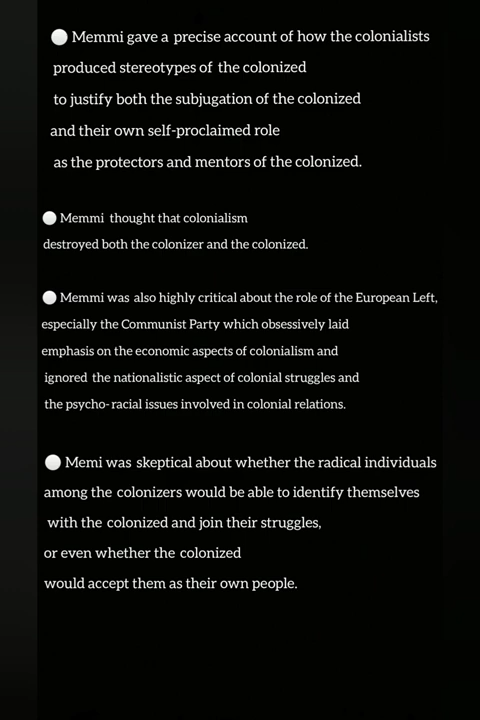 ⚪ Memmi gave a precise account of how the colonialists
produced stereotypes of the colonized
to justify both the subjugation of the colonized
and their own self-proclaimed role
as the protectors and mentors of the colonized.
⚪ Memmi thought that colonialism
destroyed both the colonizer and the colonized.
⚪ Memmi was also highly critical about the role of the European Left,
especially the Communist Party which obsessively laid
emphasis on the economic aspects of colonialism and
ignored the nationalistic aspect of colonial struggles and
the psycho-racial issues involved in colonial relations.
⚪ Memi was skeptical about whether the radical individuals
among the colonizers would be able to identify themselves
with the colonized and join their struggles,
or even whether the colonized
would accept them as their own people.